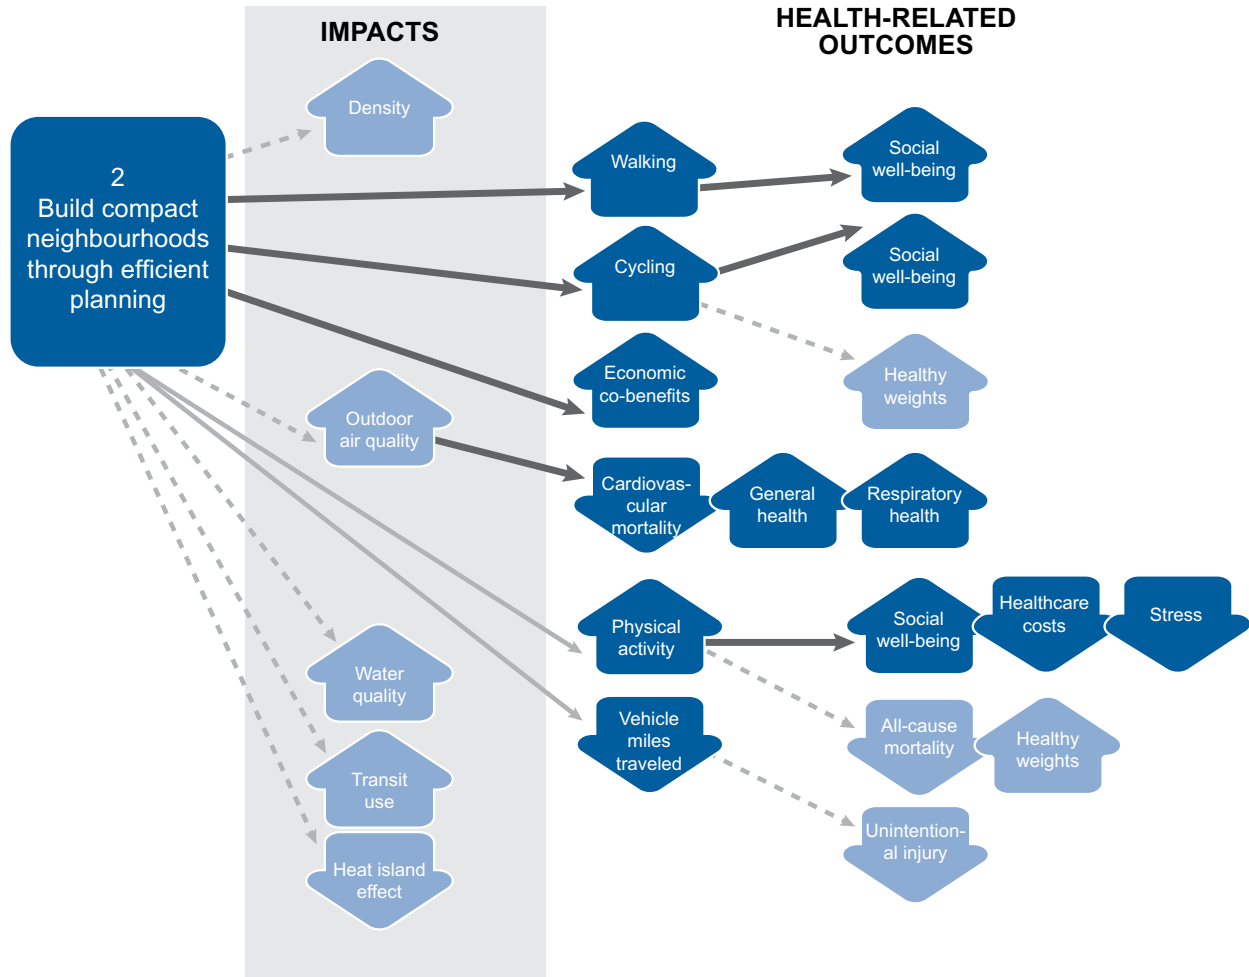 IMPACTS
HEALTH-RELATED
OUTCOMES
2
Build compact
neighbourhoods
through efficient
planning
Density
Walking
Social
well-being
Cycling
Social
well-being
Economic
co-benefits
Healthy
weights
Outdoor
air quality
Cardiovas-
cular
mortality
General
health
Respiratory
health
Physical
activity
Social
well-being
Healthcare
costs
Stress
Water
quality
Vehicle
miles
traveled
All-cause
mortality
Healthy
weights
Transit
use
Unintention-
al injury
Heat island
effect